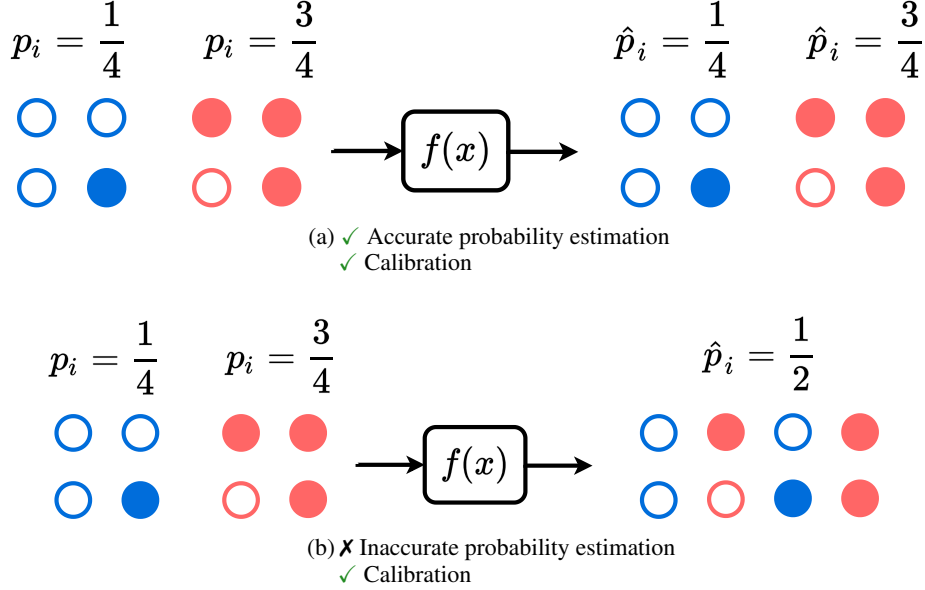 p_i = 1/4 p_i = 3/4 p̂_i = 1/4 p̂_i = 3/4
f(x)
(a) ✓ Accurate probability estimation
✓ Calibration
p_i = 1/4 p_i = 3/4 p̂_i = 1/2
f(x)
(b) ✗ Inaccurate probability estimation
✓ Calibration